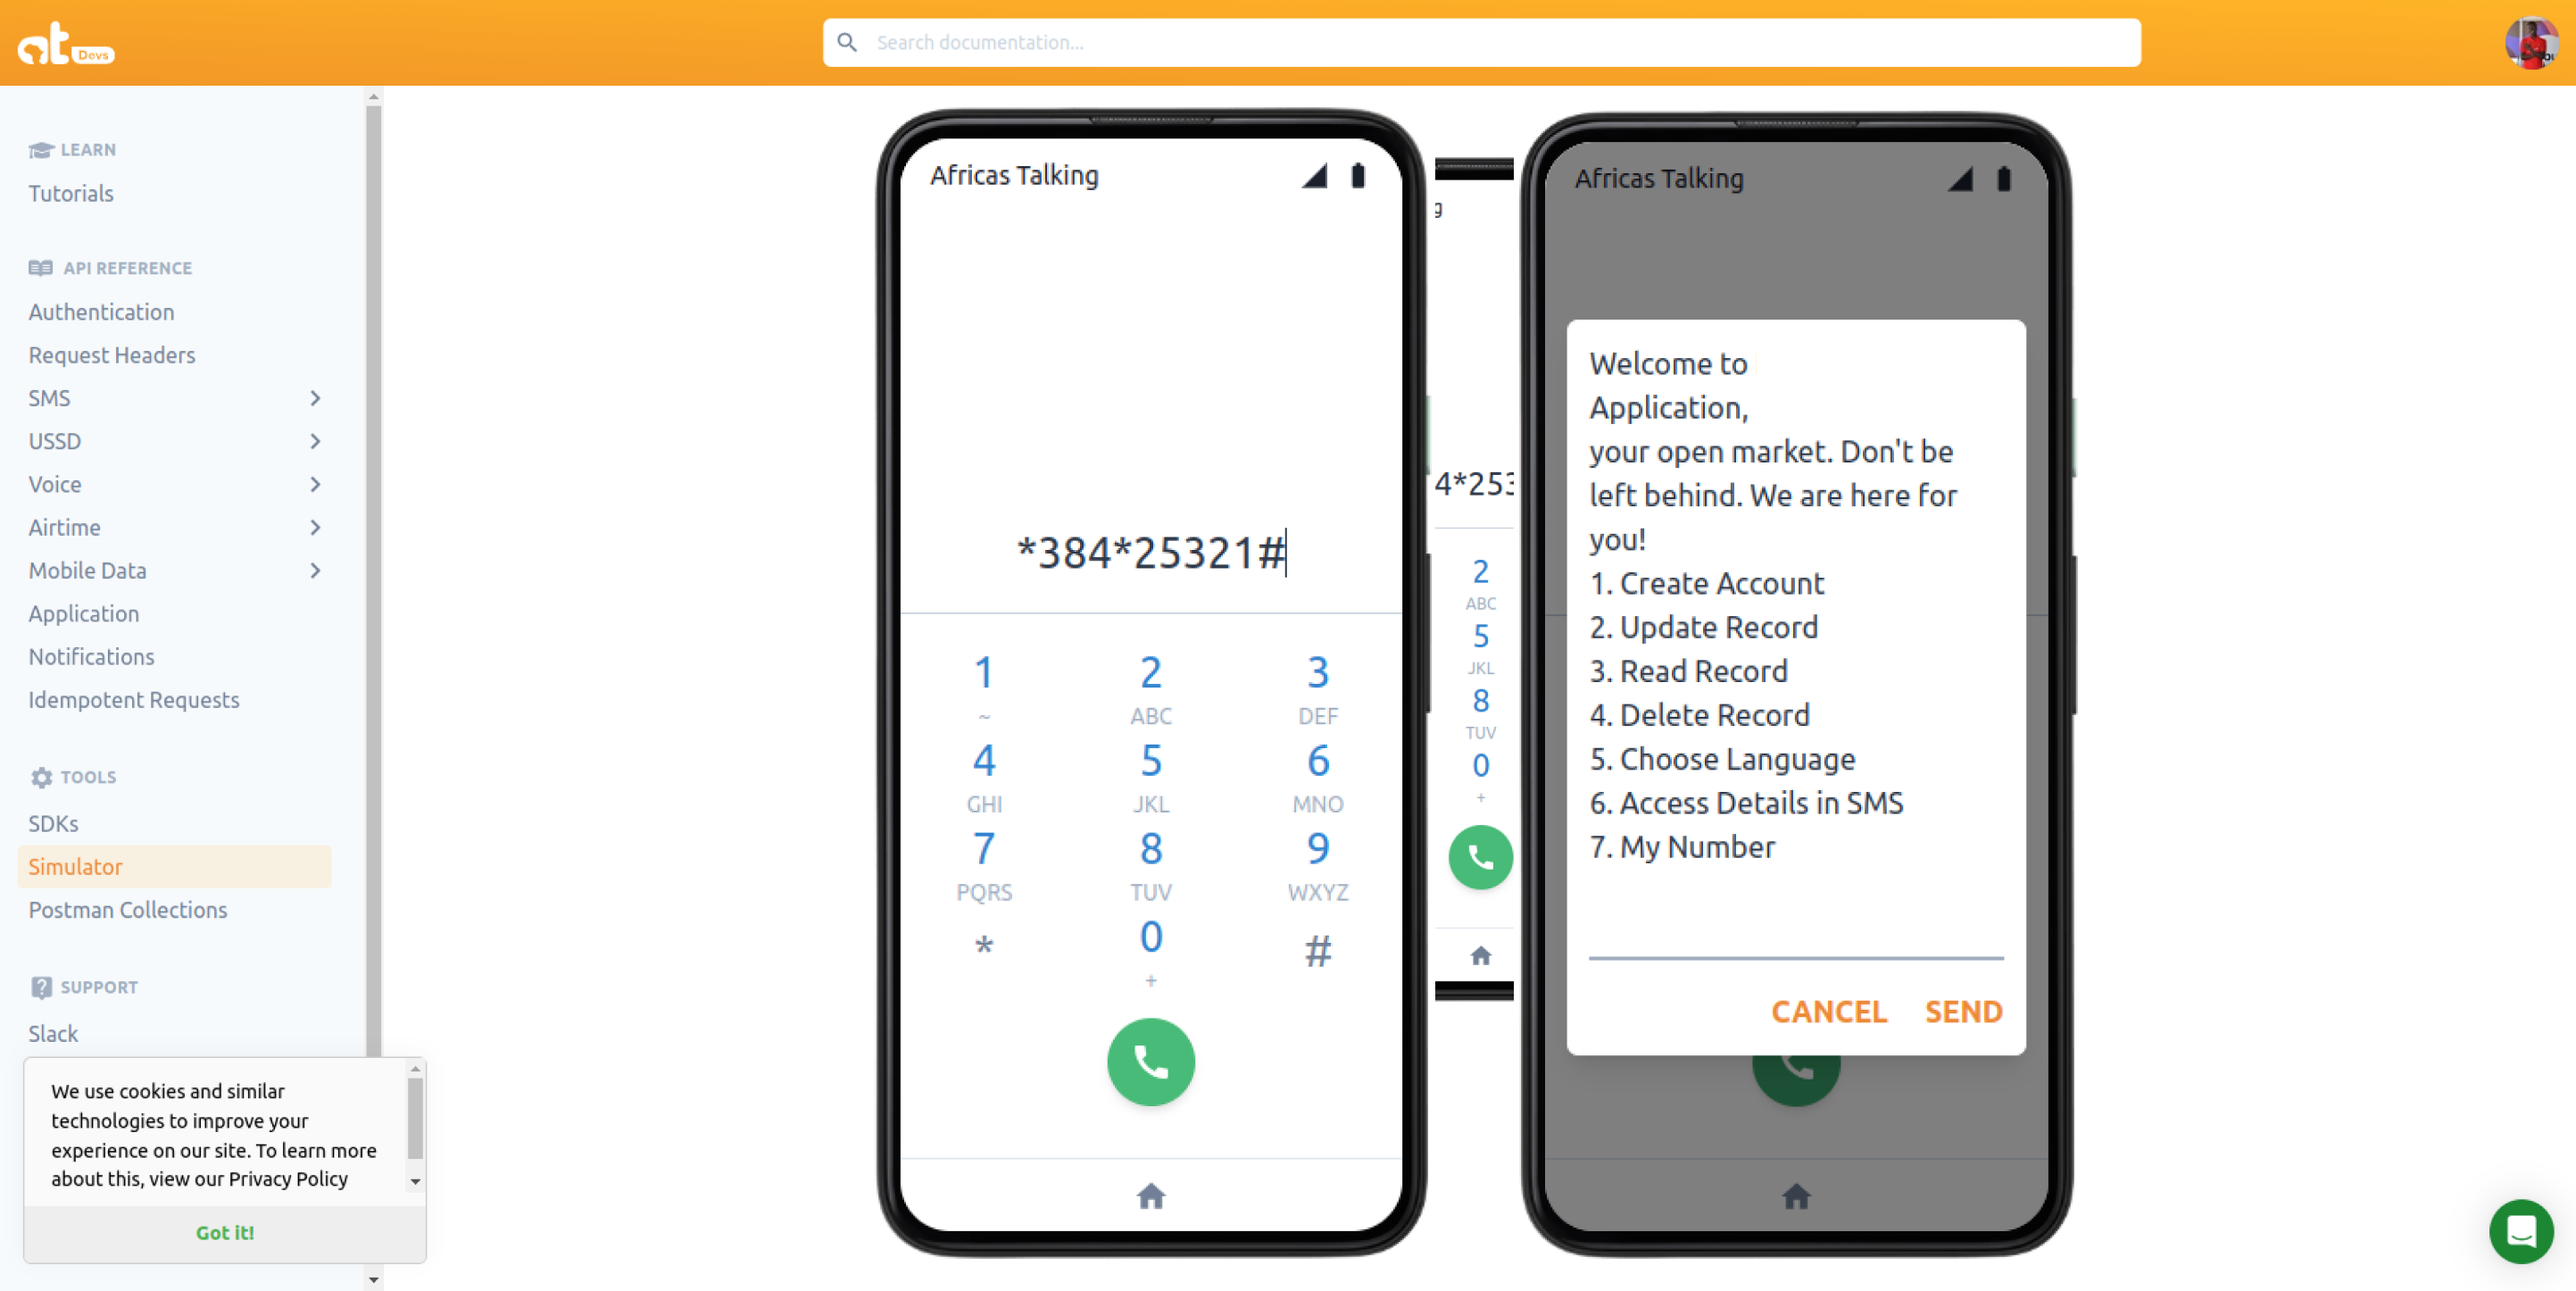 at Devs
Search documentation...
LEARN
Tutorials
API REFERENCE
Authentication
Request Headers
SMS
USSD
Voice
Airtime
Mobile Data
Application
Notifications
Idempotent Requests
TOOLS
SDKs
Simulator
Postman Collections
SUPPORT
Slack
We use cookies and similar
technologies to improve your
experience on our site. To learn more
about this, view our Privacy Policy
Got it!
Africas Talking
*384*25321#
1 2 3
~ ABC DEF
4 5 6
GHI JKL MNO
7 8 9
PQRS TUV WXYZ
* 0 #
+
g
4*253
2
ABC
5
JKL
8
TUV
0
+
Africas Talking
Welcome to
Application,
your open market. Don't be
left behind. We are here for
you!
1. Create Account
2. Update Record
3. Read Record
4. Delete Record
5. Choose Language
6. Access Details in SMS
7. My Number
CANCEL SEND